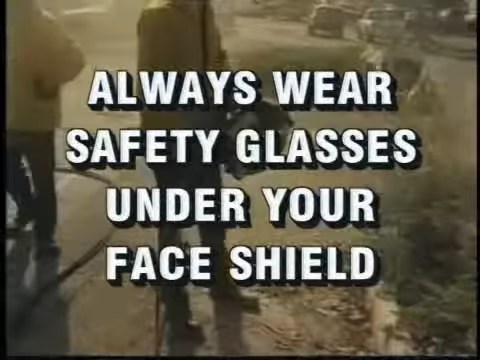 ALWAYS WEAR
SAFETY GLASSES
UNDER YOUR
FACE SHIELD